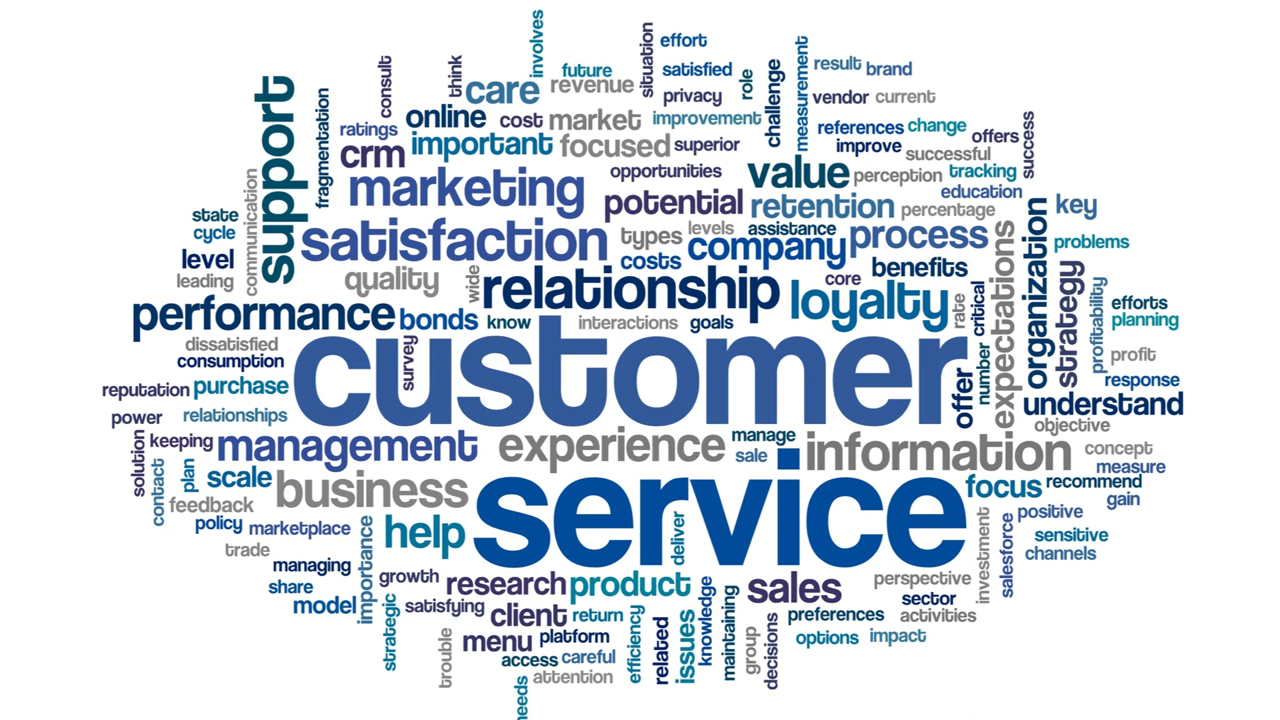 involves
effort
situation
think
consult
future
satisfied
role
challenge
measurement
result
brand
care
revenue
privacy
vendor
current
support
fragmentation
ratings
online
cost
market
improvement
references
change
offers
success
crm
important
focused
superior
improve
successful
communication
marketing
opportunities
value
perception
tracking
education
state
potential
retention
percentage
key
cycle
satisfaction
types
levels
assistance
company
process
expectations
organization
problems
level
leading
quality
wide
costs
core
benefits
relationship
loyalty
rate
critical
strategy
profitability
efforts
planning
performance
bonds
know
interactions
goals
dissatisfied
consumption
survey
customer
number
offer
profit
response
reputation
purchase
understand
power
relationships
objective
solution
keeping
management
experience
manage
sale
information
concept
measure
contact
plan
scale
business
service
focus
recommend
gain
feedback
policy
marketplace
importance
help
deliver
positive
investment
salesforce
sensitive
channels
trade
managing
share
model
growth
research
product
knowledge
sales
perspective
sector
strategic
satisfying
client
return
efficiency
related
issues
maintaining
group
decisions
preferences
activities
options
impact
trouble
menu
platform
access
careful
attention
needs